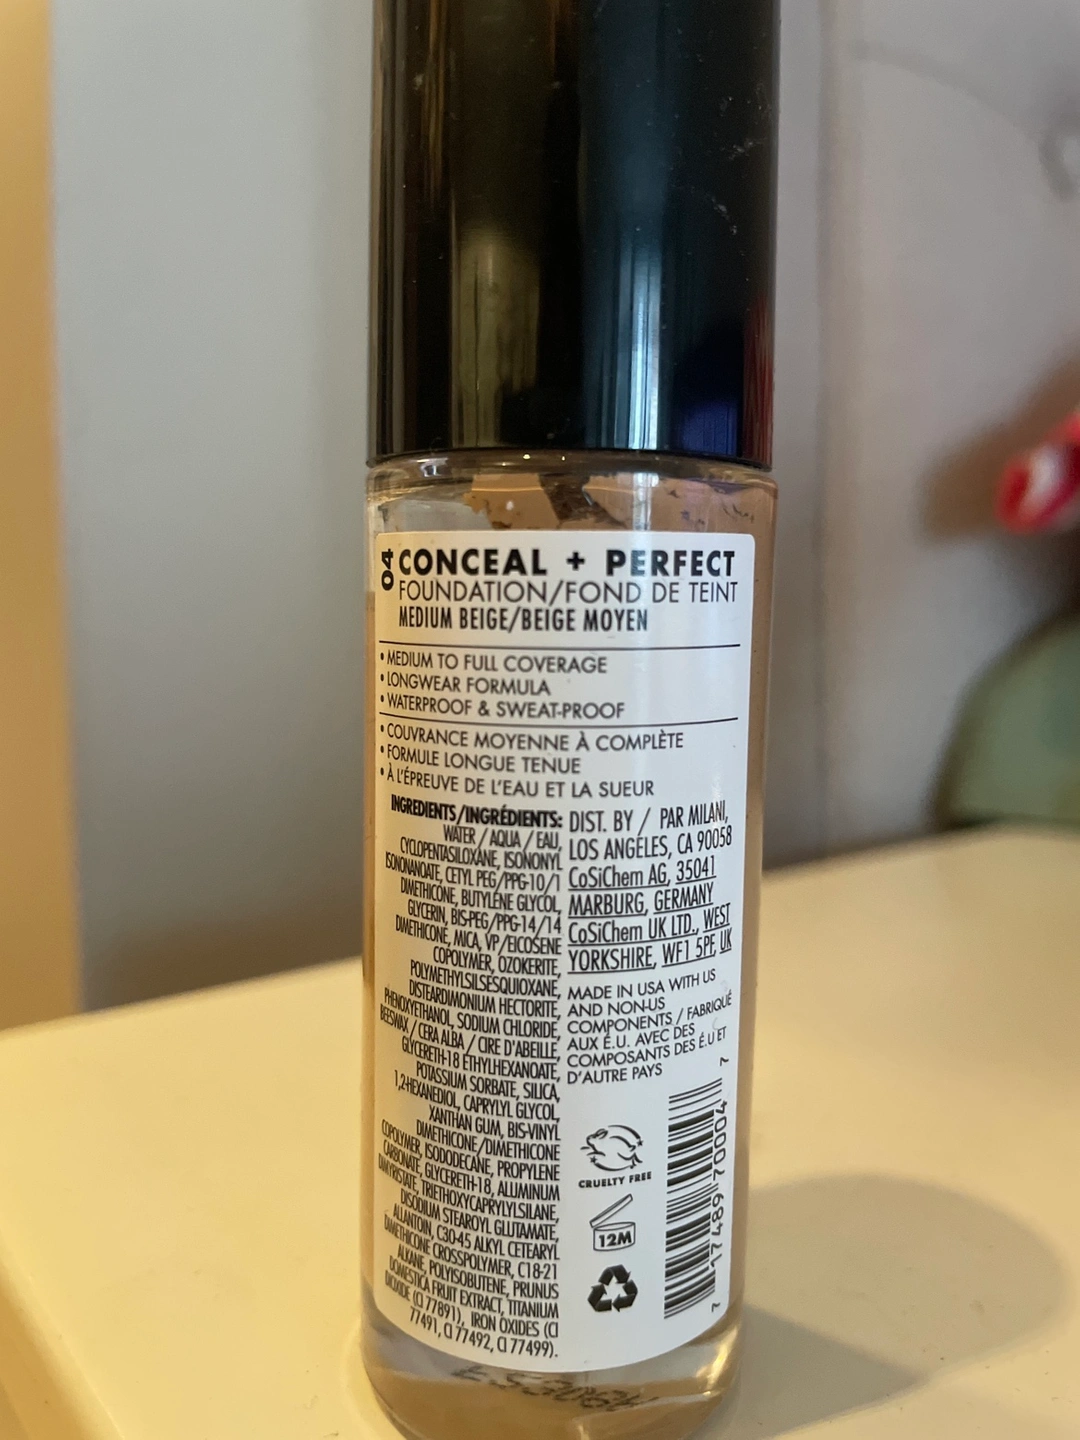 04
CONCEAL + PERFECT
FOUNDATION/FOND DE TEINT
MEDIUM BEIGE/BEIGE MOYEN
• MEDIUM TO FULL COVERAGE
• LONGWEAR FORMULA
• WATERPROOF & SWEAT-PROOF
• COUVRANCE MOYENNE À COMPLÈTE
• FORMULE LONGUE TENUE
• À L'ÉPREUVE DE L'EAU ET LA SUEUR
INGREDIENTS/INGRÉDIENTS:
WATER / AQUA / EAU,
CYCLOPENTASILOXANE, ISONONYL
ISONONANOATE, CETYL PEG/PPG-10/1
DIMETHICONE, BUTYLENE GLYCOL,
GLYCERIN, BIS-PEG/PPG-14/14
DIMETHICONE, MICA, VP/EICOSENE
COPOLYMER, OZOKERITE,
POLYMETHYLSILSESQUIOXANE,
DISTEARDIMONIUM HECTORITE,
PHENOXYETHANOL, SODIUM CHLORIDE,
BEESWAX / CERA ALBA / CIRE D'ABEILLE,
GLYCERETH-18 ETHYLHEXANOATE,
POTASSIUM SORBATE, SILICA,
1,2-HEXANEDIOL, CAPRYLYL GLYCOL,
XANTHAN GUM, BIS-VINYL
DIMETHICONE/DIMETHICONE
COPOLYMER, ISODODECANE, PROPYLENE
CARBONATE, GLYCERETH-18, ALUMINUM
DIMYRISTATE, TRIETHOXYCAPRYLYLSILANE,
DISODIUM STEAROYL GLUTAMATE,
ALLANTOIN, C30-45 ALKYL CETEARYL
DIMETHICONE CROSSPOLYMER, C18-21
ALKANE, POLYISOBUTENE, PRUNUS
DOMESTICA FRUIT EXTRACT, TITANIUM
DIOXIDE (CI 77891), IRON OXIDES (CI
77491, CI 77492, CI 77499).
DIST. BY / PAR MILANI,
LOS ANGELES, CA 90058
CoSiChem AG, 35041
MARBURG, GERMANY
CoSiChem UK LTD., WEST
YORKSHIRE, WF1 5PF, UK
MADE IN USA WITH US
AND NON-US
COMPONENTS / FABRIQUÉ
AUX É.U. AVEC DES
COMPOSANTS DES É.U ET
D'AUTRE PAYS
CRUELTY FREE
12M
7 17489 70004 7